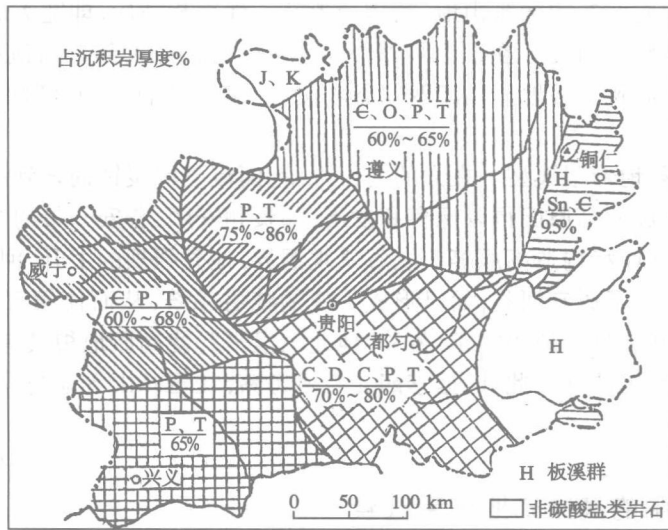 占沉积岩厚度%
J、K
Є、O、P、T
60%~65%
遵义
铜仁
H
Sn、Є
9.5%
P、T
75%~86%
威宁
Є、P、T
60%~68%
贵阳
都匀
H
C、D、C、P、T
70%~80%
P、T
65%
兴义
H 板溪群
0 50 100 km
非碳酸盐类岩石